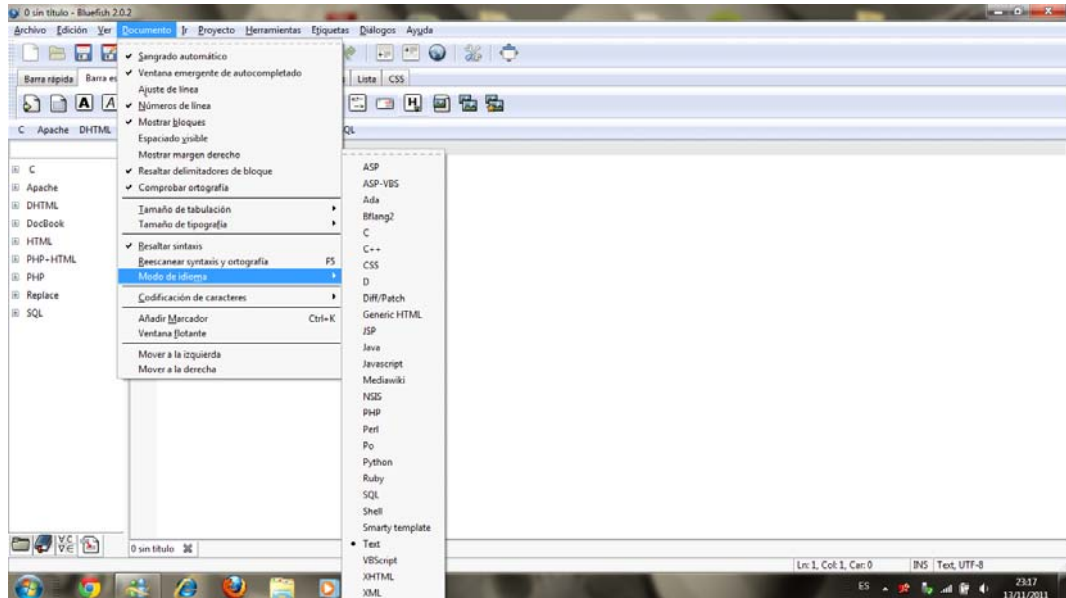 0 sin título - Bluefish 2.0.2
Archivo Edición Ver Documento Ir Proyecto Herramientas Etiquetas Diálogos Ayuda
Barra rápida Barra es Lista CSS
C Apache DHTML QL
Sangrado automático
Ventana emergente de autocompletado
Ajuste de línea
Números de línea
Mostrar bloques
Espaciado visible
Mostrar margen derecho
Resaltar delimitadores de bloque
Comprobar ortografía
Tamaño de tabulación
Tamaño de tipografía
Resaltar sintaxis
Reescanear syntaxis y ortografía F5
Modo de idioma
Codificación de caracteres
Añadir Marcador Ctrl+K
Ventana flotante
Mover a la izquierda
Mover a la derecha
C
Apache
DHTML
DocBook
HTML
PHP-HTML
PHP
Replace
SQL
ASP
ASP-VBS
Ada
Bflang2
C
C++
CSS
D
Diff/Patch
Generic HTML
JSP
Java
Javascript
Mediawiki
NSIS
PHP
Perl
Po
Python
Ruby
SQL
Shell
Smarty template
Text
VBScript
XHTML
XML
0 sin título
Ln: 1, Col: 1, Car: 0 INS Text, UTF-8
ES 23:17
13/11/2011